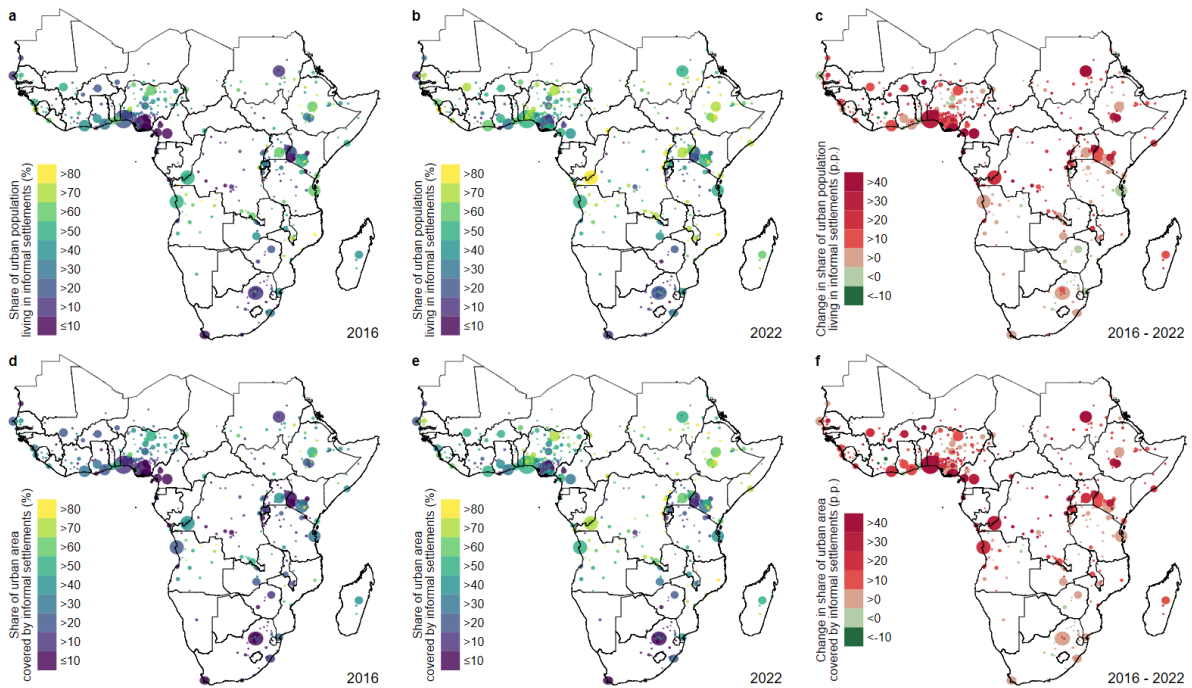 a
b
c
Share of urban population
living in informal settlements (%)
>80
>70
>60
>50
>40
>30
>20
>10
≤10
2016
Share of urban population
living in informal settlements (%)
>80
>70
>60
>50
>40
>30
>20
>10
≤10
2022
Change in share of urban population
living in informal settlements (p.p.)
>40
>30
>20
>10
>0
<0
<-10
2016 - 2022
d
e
f
Share of urban area
covered by informal settlements (%)
>80
>70
>60
>50
>40
>30
>20
>10
≤10
2016
Share of urban area
covered by informal settlements (%)
>80
>70
>60
>50
>40
>30
>20
>10
≤10
2022
Change in share of urban area
covered by informal settlements (p.p.)
>40
>30
>20
>10
>0
<0
<-10
2016 - 2022